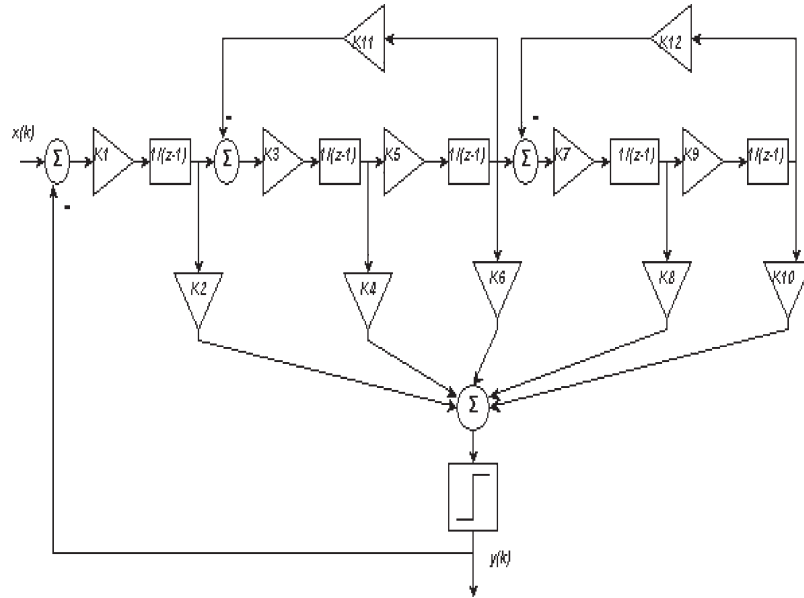 K11
K12
-
-
x(k)
Σ
K1
1/(z-1)
Σ
K3
1/(z-1)
K5
1/(z-1)
Σ
K7
1/(z-1)
K9
1/(z-1)
-
K2
K4
K6
K8
K10
Σ
y(k)